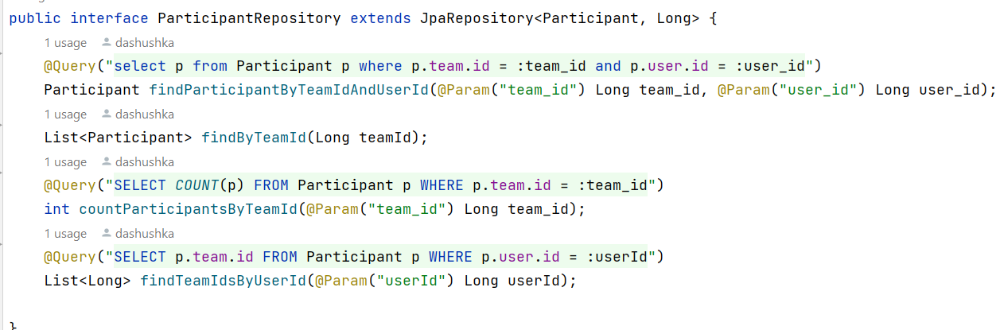 public interface ParticipantRepository extends JpaRepository<Participant, Long> {
1 usage dashushka
@Query("select p from Participant p where p.team.id = :team_id and p.user.id = :user_id")
Participant findParticipantByTeamIdAndUserId(@Param("team_id") Long team_id, @Param("user_id") Long user_id);
1 usage dashushka
List<Participant> findByTeamId(Long teamId);
1 usage dashushka
@Query("SELECT COUNT(p) FROM Participant p WHERE p.team.id = :team_id")
int countParticipantsByTeamId(@Param("team_id") Long team_id);
1 usage dashushka
@Query("SELECT p.team.id FROM Participant p WHERE p.user.id = :userId")
List<Long> findTeamIdsByUserId(@Param("userId") Long userId);
}